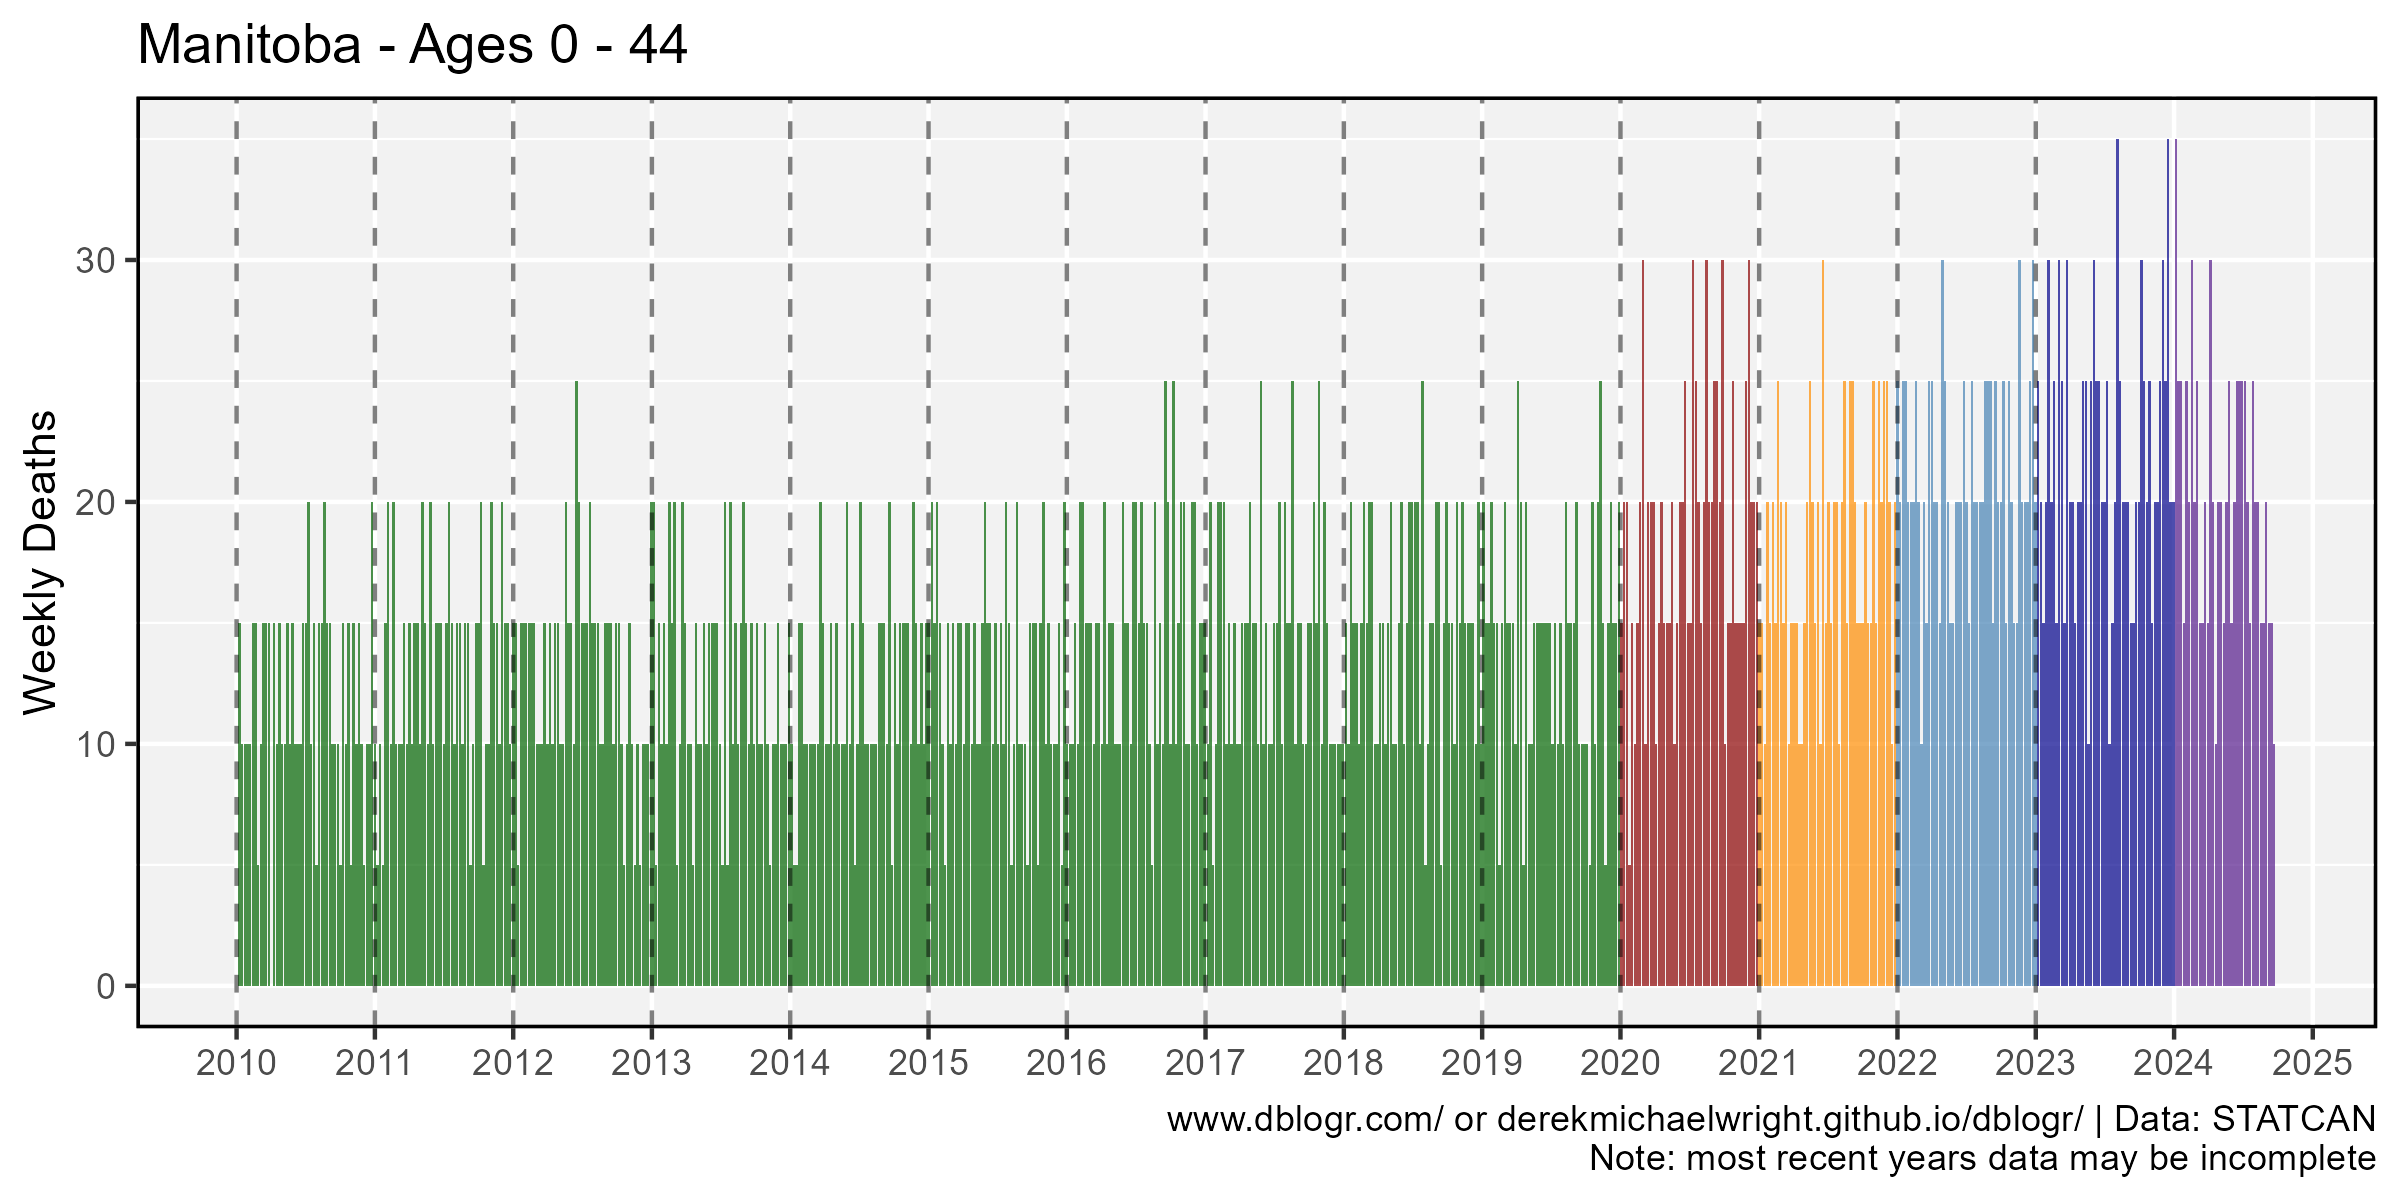 Manitoba - Ages 0 - 44
Weekly Deaths
30
20
10
0
2010 2011 2012 2013 2014 2015 2016 2017 2018 2019 2020 2021 2022 2023 2024 2025
www.dblogr.com/ or derekmichaelwright.github.io/dblogr/ | Data: STATCAN
Note: most recent years data may be incomplete